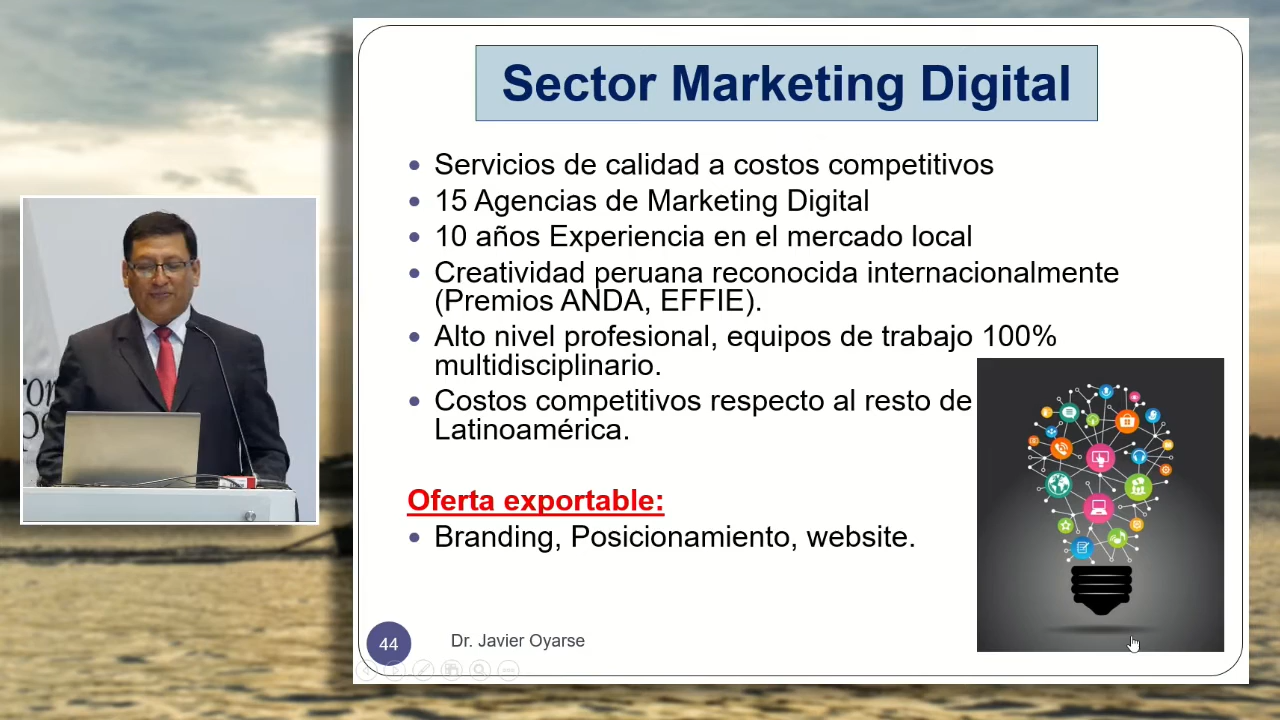 Sector Marketing Digital
Servicios de calidad a costos competitivos
15 Agencias de Marketing Digital
10 años Experiencia en el mercado local
Creatividad peruana reconocida internacionalmente
(Premios ANDA, EFFIE).
Alto nivel profesional, equipos de trabajo 100%
multidisciplinario.
Costos competitivos respecto al resto de
Latinoamérica.
Oferta exportable:
Branding, Posicionamiento, website.
44
Dr. Javier Oyarse